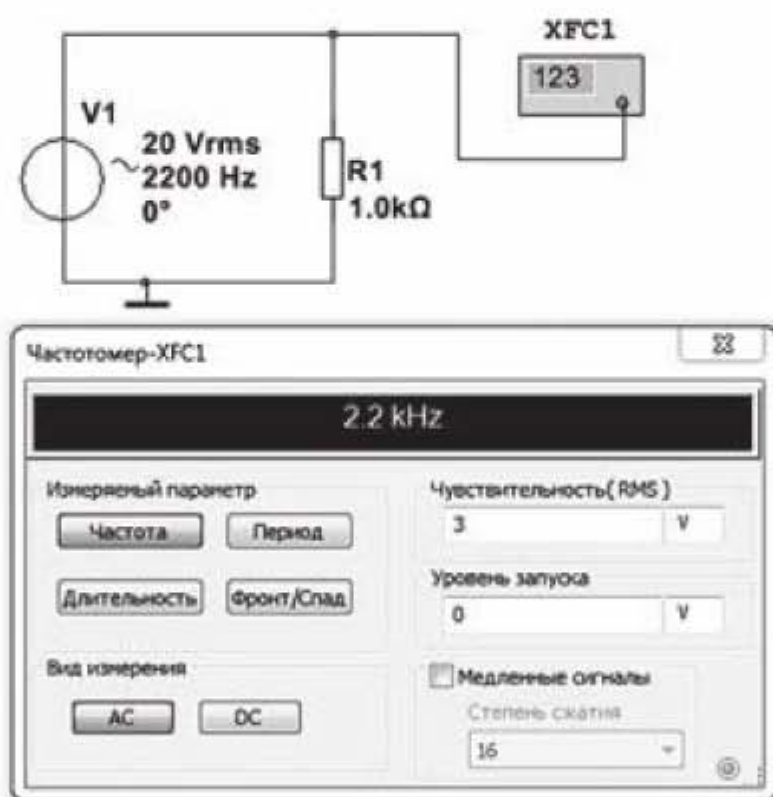 XFC1
123
V1
20 Vrms
2200 Hz
0°
R1
1.0kΩ
Частотомер-XFC1
2.2 kHz
Измеряемый параметр
Частота
Период
Длительность
Фронт/Спад
Вид измерения
AC
DC
Чувствительность(RMS)
3
V
Уровень запуска
0
V
Медленные сигналы
Степень сжатия
16